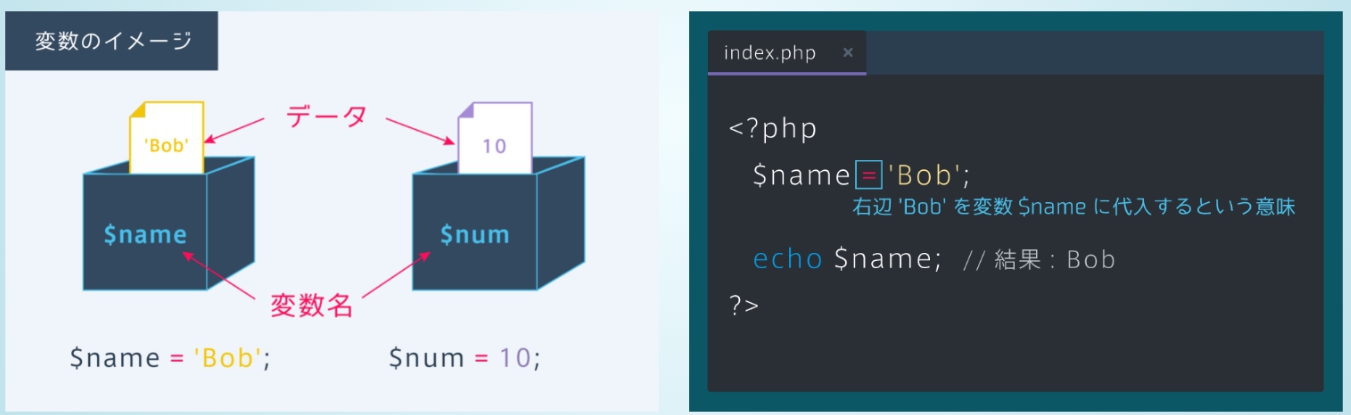 変数のイメージ
データ
'Bob'
10
$name
$num
変数名
$name = 'Bob';
$num = 10;
index.php ×
<?php
$name = 'Bob';
右辺 'Bob' を変数 $name に代入するという意味
echo $name; // 結果 : Bob
?>